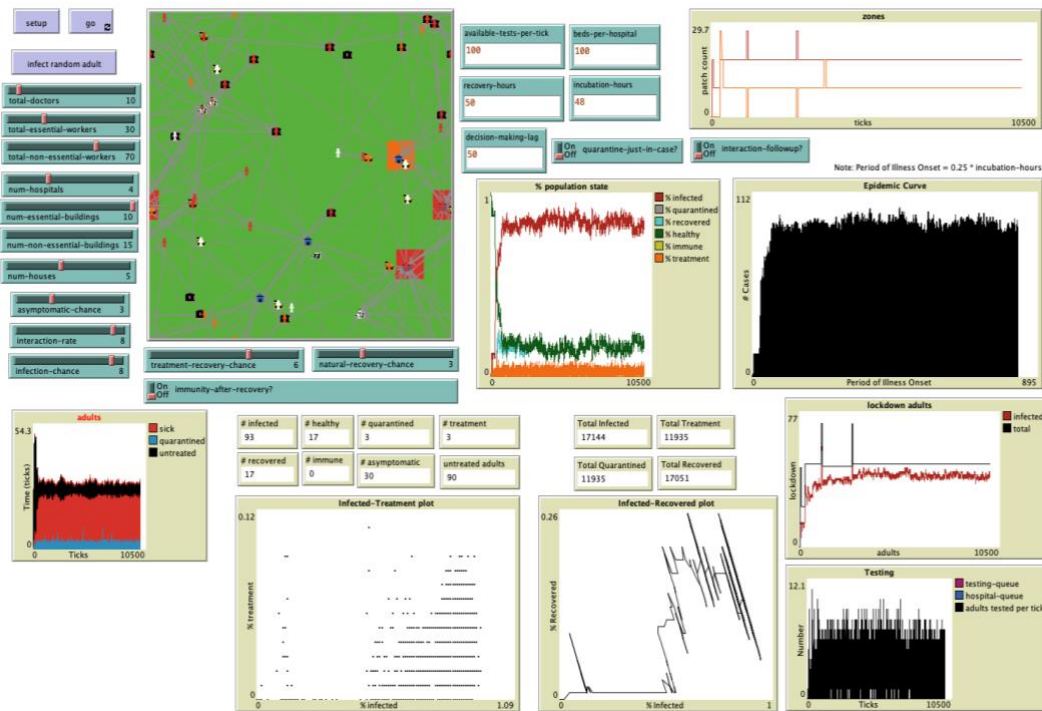 setup
go
infect random adult
total-doctors 10
total-essential-workers 30
total-non-essential-workers 70
num-hospitals 4
num-essential-buildings 10
num-non-essential-buildings 15
num-houses 5
asymptomatic-chance 3
interaction-rate 8
infection-chance 8
treatment-recovery-chance 6
natural-recovery-chance 3
On
Off
immunity-after-recovery?
available-tests-per-tick
100
beds-per-hospital
100
recovery-hours
50
incubation-hours
48
decision-making-lag
50
On
Off
quarantine-just-in-case?
On
Off
interaction-followup?
zones
29.7
patch count
0
0
ticks
10500
Note: Period of Illness Onset = 0.25 * incubation-hours
% population state
1
0
0
10500
% infected
% quarantined
% recovered
% healthy
% immune
% treatment
Epidemic Curve
112
# Cases
0
0
Period of Illness Onset
895
adults
54.3
Time (ticks)
0
0
Ticks
10500
sick
quarantined
untreated
# infected
93
# healthy
17
# quarantined
3
# treatment
3
# recovered
17
# immune
0
# asymptomatic
30
untreated adults
90
Total Infected
17144
Total Treatment
11935
Total Quarantined
11935
Total Recovered
17051
Infected-Treatment plot
0.12
% treatment
0
0
% infected
1.09
Infected-Recovered plot
0.26
% Recovered
0
0
% Infected
1
lockdown adults
77
lockdown
0
0
adults
10500
infected
total
Testing
12.1
Number
0
0
Ticks
10500
testing-queue
hospital-queue
adults tested per tick